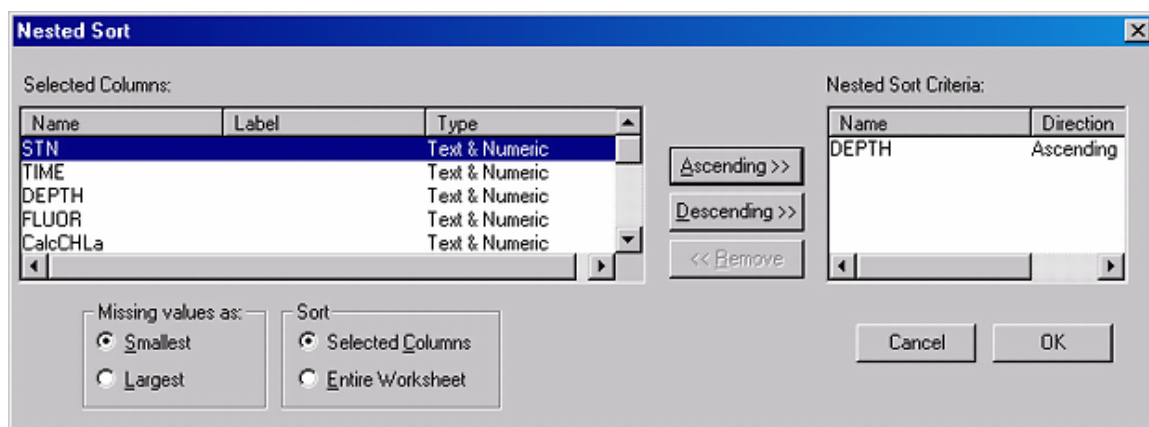 Nested Sort
Selected Columns:
Name Label Type
STN Text & Numeric
TIME Text & Numeric
DEPTH Text & Numeric
FLUOR Text & Numeric
CalcCHLa Text & Numeric
Ascending >>
Descending >>
<< Remove
Nested Sort Criteria:
Name Direction
DEPTH Ascending
Missing values as:
Smallest
Largest
Sort
Selected Columns
Entire Worksheet
Cancel OK